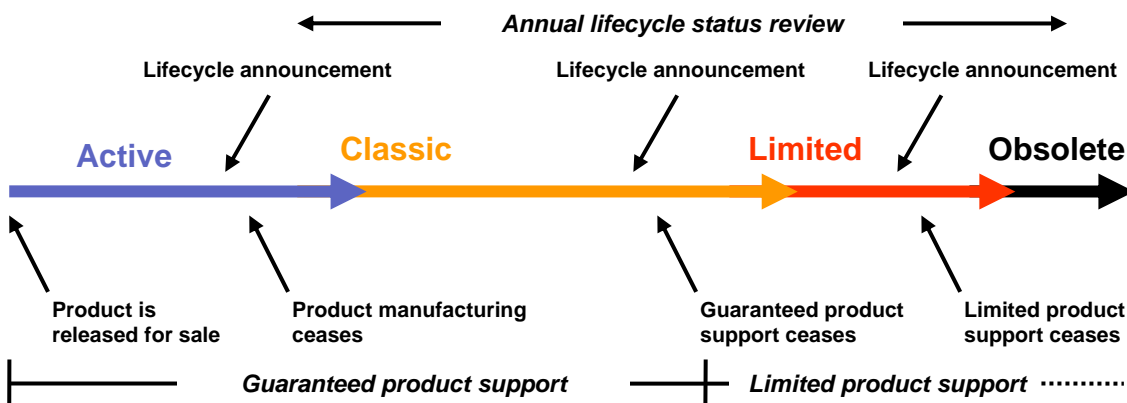 Annual lifecycle status review
Lifecycle announcement
Lifecycle announcement
Lifecycle announcement
Active
Classic
Limited
Obsolete
Product is
released for sale
Product manufacturing
ceases
Guaranteed product
support ceases
Limited product
support ceases
Guaranteed product support
Limited product support